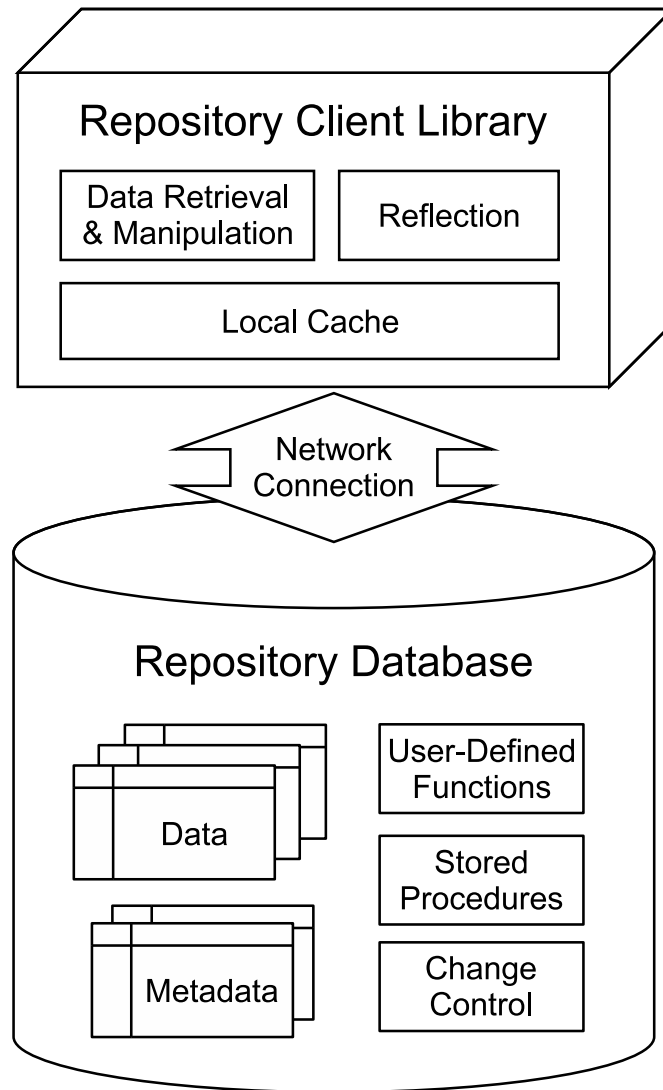 Repository Client Library
Data Retrieval
& Manipulation
Reflection
Local Cache
Network
Connection
Repository Database
Data
Metadata
User-Defined
Functions
Stored
Procedures
Change
Control